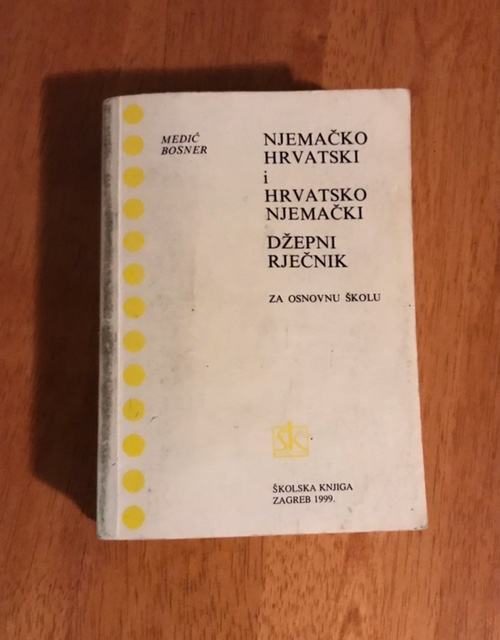 MEDIĆ
BOSNER
NJEMAČKO
HRVATSKI
i
HRVATSKO
NJEMAČKI
DŽEPNI
RJEČNIK
ZA OSNOVNU ŠKOLU
ŠK
ŠKOLSKA KNJIGA
ZAGREB 1999.